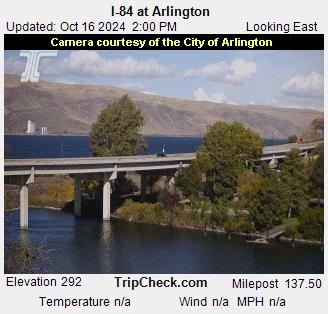 I-84 at Arlington
Updated: Oct 16 2024 2:00 PM Looking East
Camera courtesy of the City of Arlington
Elevation 292 TripCheck.com Milepost 137.50
Temperature n/a Wind n/a MPH n/a